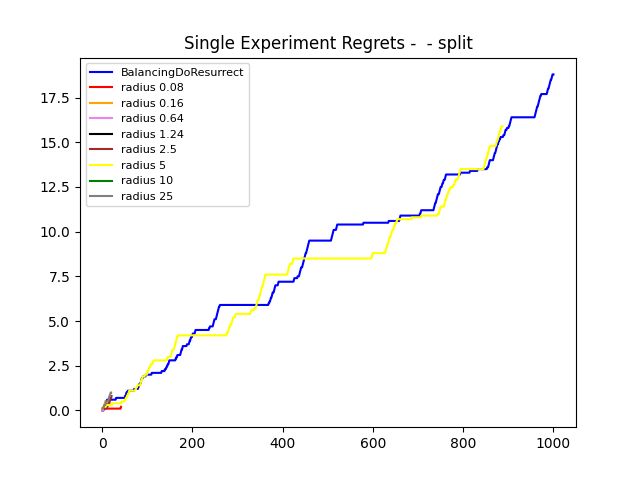 Single Experiment Regrets -  - split
BalancingDoResurrect
radius 0.08
radius 0.16
radius 0.64
radius 1.24
radius 2.5
radius 5
radius 10
radius 25
17.5
15.0
12.5
10.0
7.5
5.0
2.5
0.0
0 200 400 600 800 1000